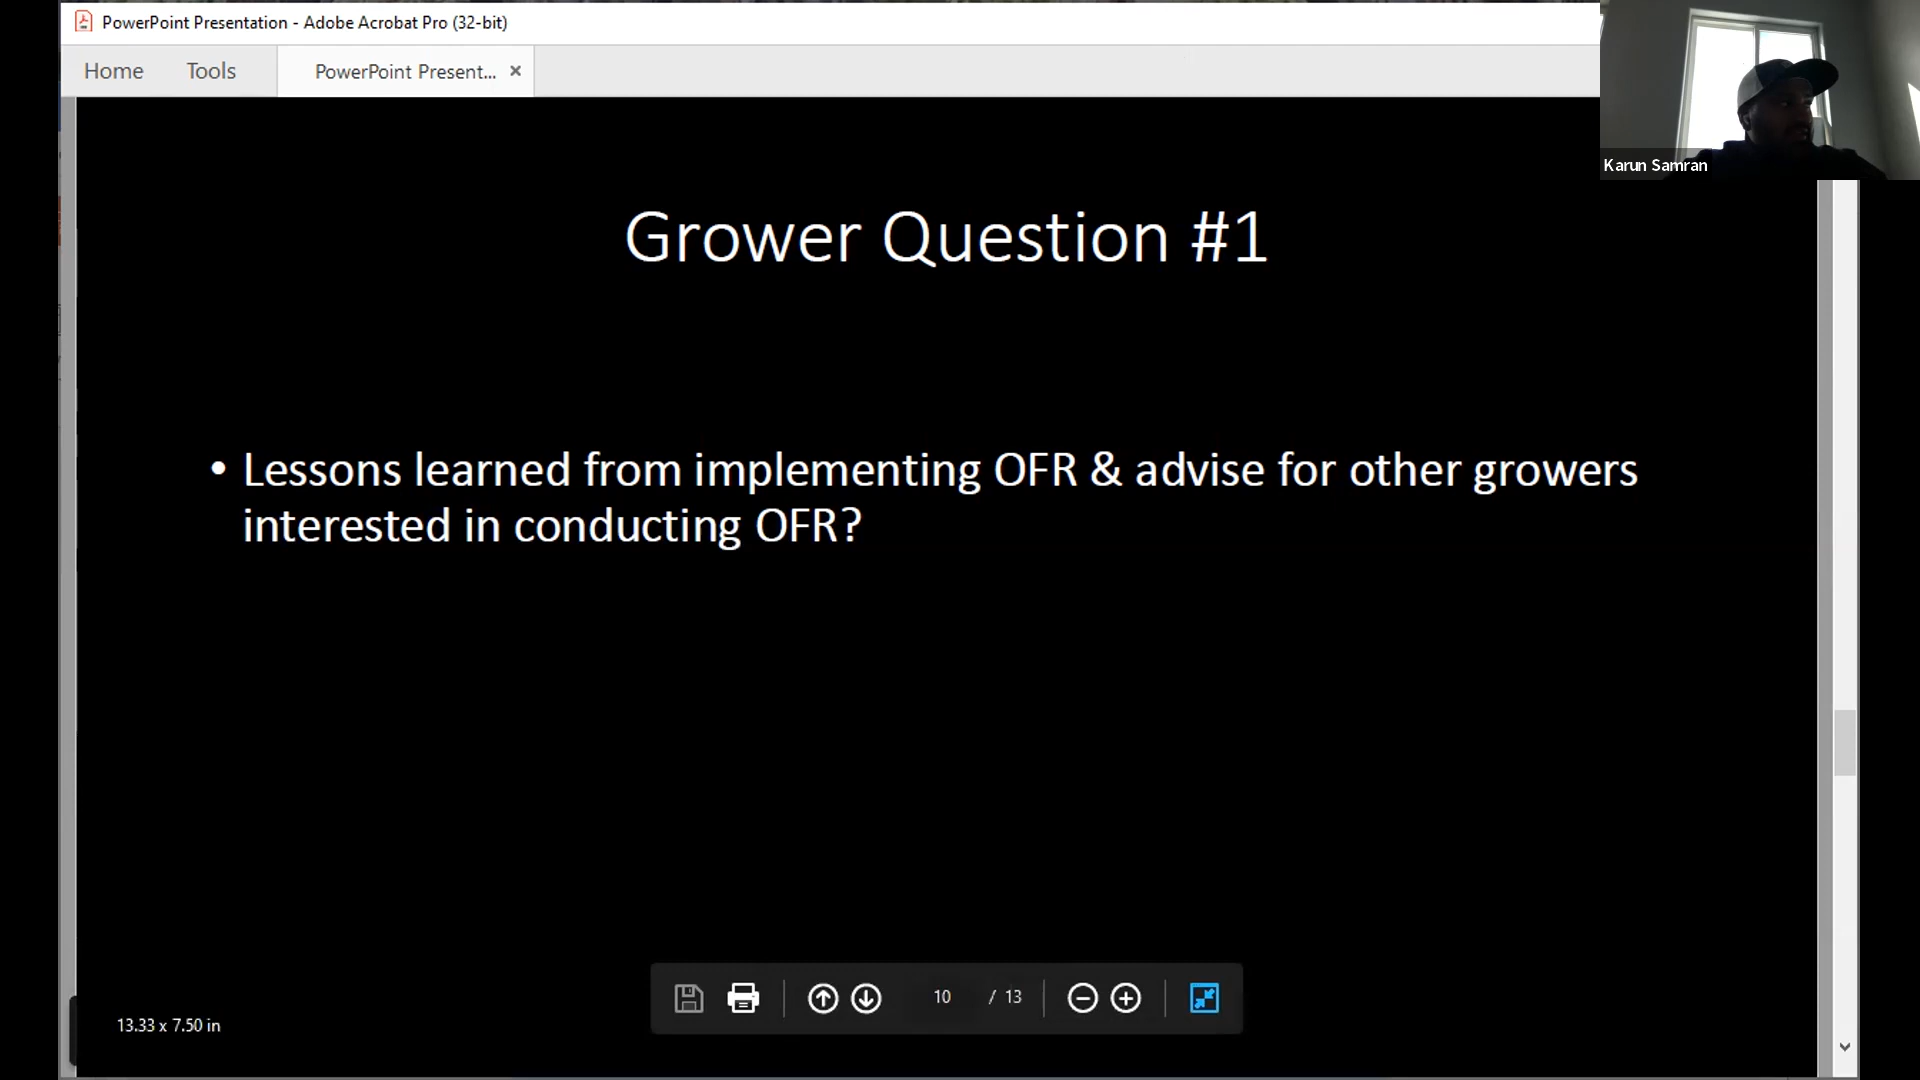 PowerPoint Presentation - Adobe Acrobat Pro (32-bit)
Home Tools PowerPoint Present... ×
Karun Samran
Grower Question #1
• Lessons learned from implementing OFR & advise for other growers
interested in conducting OFR?
10 / 13
13.33 x 7.50 in